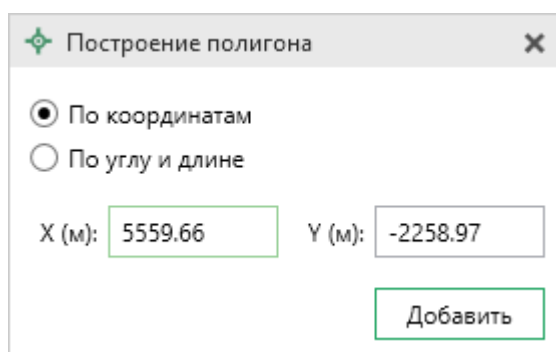 Построение полигона
По координатам
По углу и длине
X (м): 5559.66 Y (м): -2258.97
Добавить